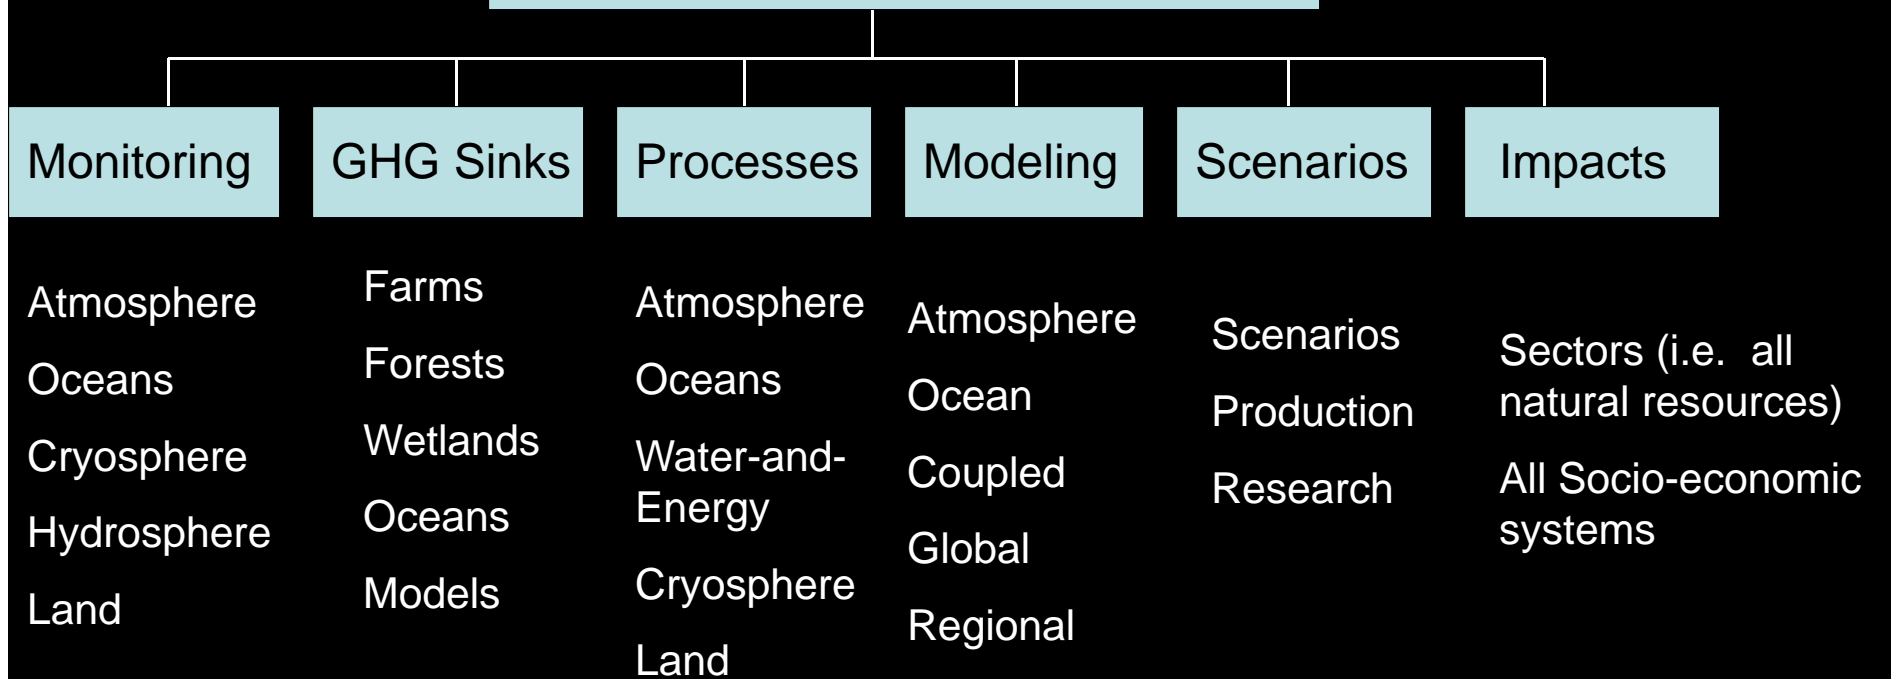 Monitoring
GHG Sinks
Processes
Modeling
Scenarios
Impacts
Atmosphere
Oceans
Cryosphere
Hydrosphere
Land
Farms
Forests
Wetlands
Oceans
Models
Atmosphere
Oceans
Water-and-
Energy
Cryosphere
Land
Atmosphere
Ocean
Coupled
Global
Regional
Scenarios
Production
Research
Sectors (i.e. all
natural resources)
All Socio-economic
systems